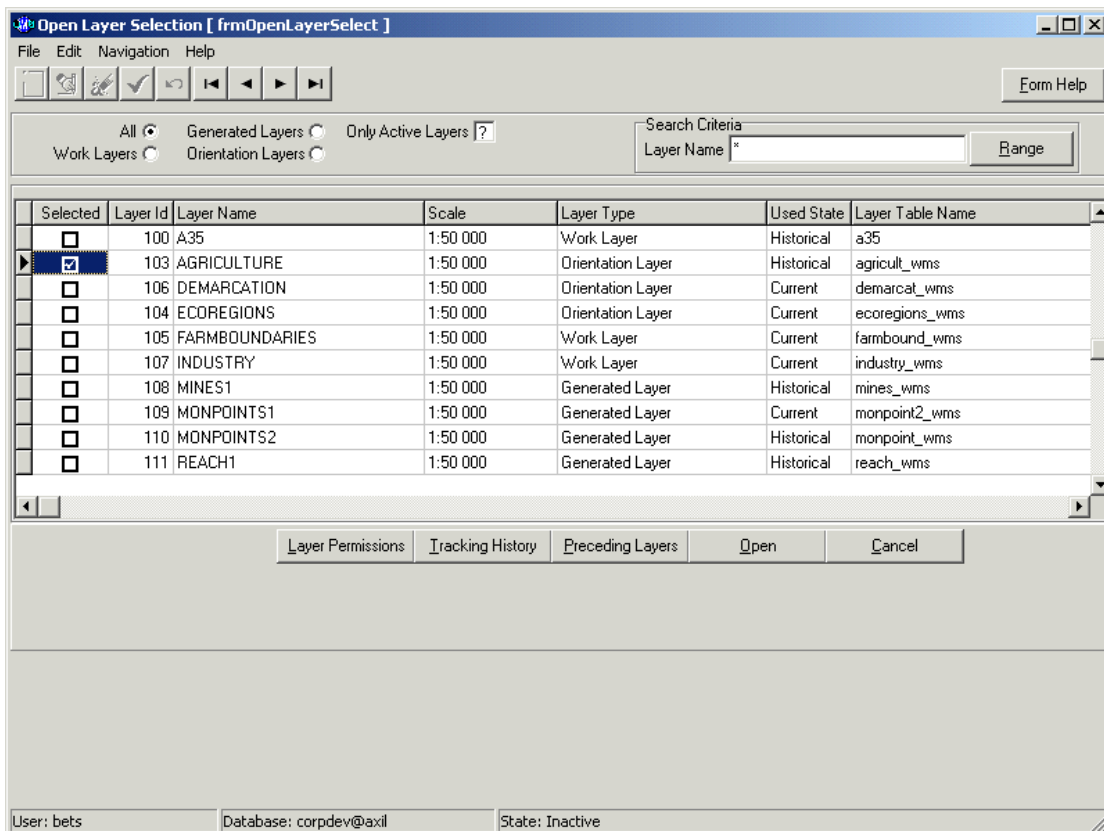 Open Layer Selection [ frmOpenLayerSelect ]
File Edit Navigation Help
Form Help
All Generated Layers Only Active Layers ?
Work Layers Orientation Layers
Search Criteria
Layer Name * Range
Selected Layer Id Layer Name Scale Layer Type Used State Layer Table Name
100 A35 1:50 000 Work Layer Historical a35
103 AGRICULTURE 1:50 000 Orientation Layer Historical agricult_wms
106 DEMARCATION 1:50 000 Orientation Layer Current demarcat_wms
104 ECOREGIONS 1:50 000 Orientation Layer Current ecoregions_wms
105 FARMBOUNDARIES 1:50 000 Work Layer Current farmbound_wms
107 INDUSTRY 1:50 000 Work Layer Current industry_wms
108 MINES1 1:50 000 Generated Layer Historical mines_wms
109 MONPOINTS1 1:50 000 Generated Layer Current monpoint2_wms
110 MONPOINTS2 1:50 000 Generated Layer Historical monpoint_wms
111 REACH1 1:50 000 Generated Layer Historical reach_wms
Layer Permissions Tracking History Preceding Layers Open Cancel
User: bets Database: corpdev@axil State: Inactive